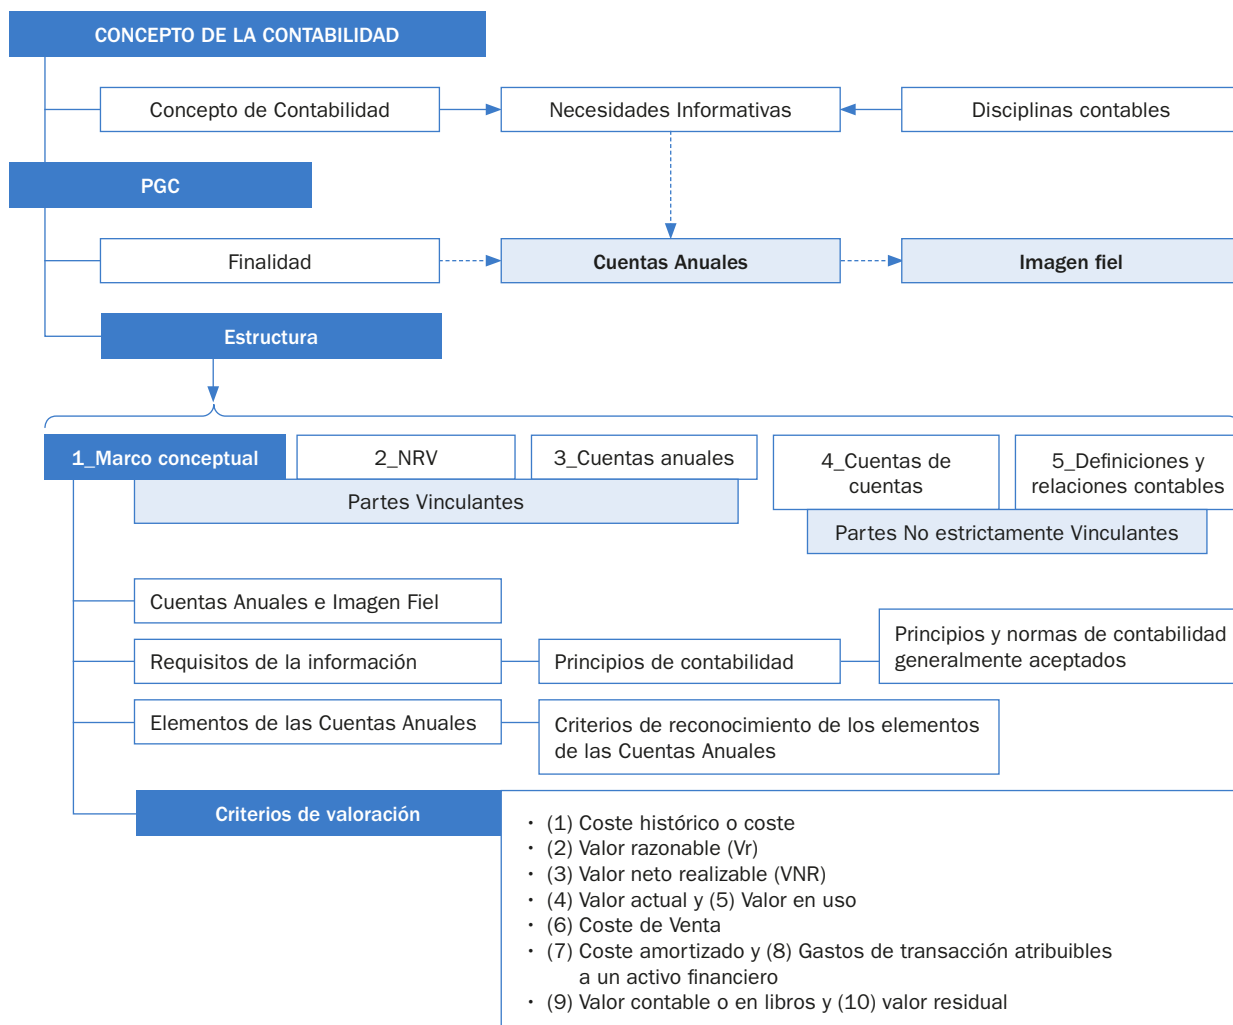 CONCEPTO DE LA CONTABILIDAD
Concepto de Contabilidad
Necesidades Informativas
Disciplinas contables
PGC
Finalidad
Cuentas Anuales
Imagen fiel
Estructura
1_Marco conceptual
2_NRV
3_Cuentas anuales
4_Cuentas de
cuentas
5_Definiciones y
relaciones contables
Partes Vinculantes
Partes No estrictamente Vinculantes
Cuentas Anuales e Imagen Fiel
Requisitos de la información
Principios de contabilidad
Principios y normas de contabilidad
generalmente aceptados
Elementos de las Cuentas Anuales
Criterios de reconocimiento de los elementos
de las Cuentas Anuales
Criterios de valoración
· (1) Coste histórico o coste
· (2) Valor razonable (Vr)
· (3) Valor neto realizable (VNR)
· (4) Valor actual y (5) Valor en uso
· (6) Coste de Venta
· (7) Coste amortizado y (8) Gastos de transacción atribuibles
a un activo financiero
· (9) Valor contable o en libros y (10) valor residual